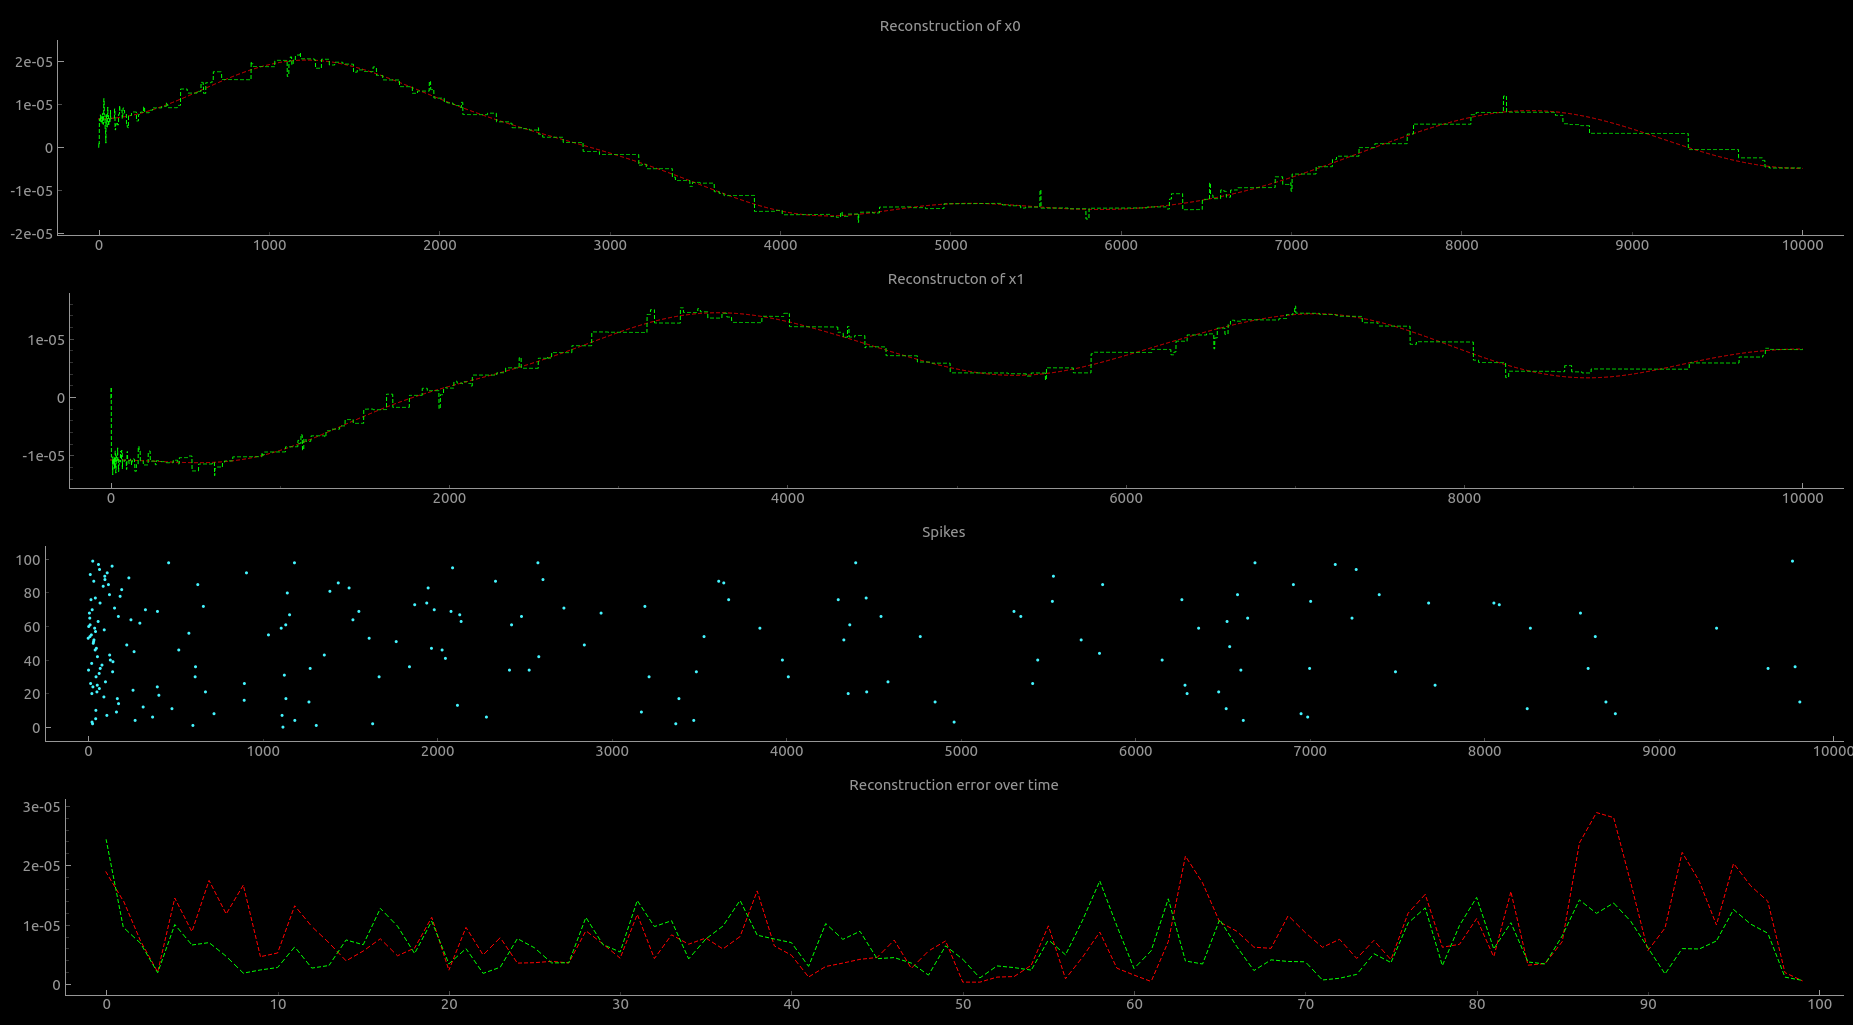 Reconstruction of x0
2e-05
1e-05
0
-1e-05
-2e-05
0 1000 2000 3000 4000 5000 6000 7000 8000 9000 10000
Reconstructon of x1
1e-05
0
-1e-05
0 2000 4000 6000 8000 10000
Spikes
100
80
60
40
20
0
0 1000 2000 3000 4000 5000 6000 7000 8000 9000 10000
Reconstruction error over time
3e-05
2e-05
1e-05
0
0 10 20 30 40 50 60 70 80 90 100